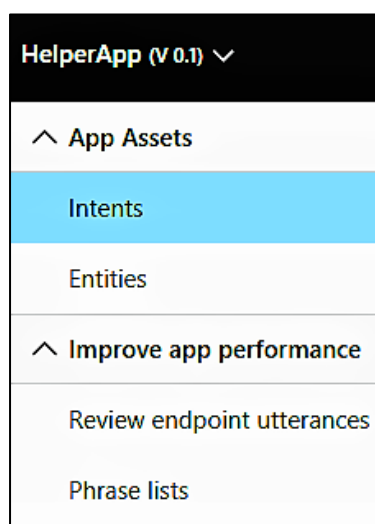 HelperApp (V 0.1)
App Assets
Intents
Entities
Improve app performance
Review endpoint utterances
Phrase lists